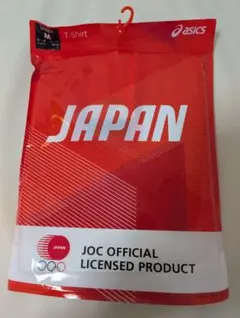 M
T-Shirt
asics
JAPAN
JAPAN
JOC OFFICIAL
LICENSED PRODUCT